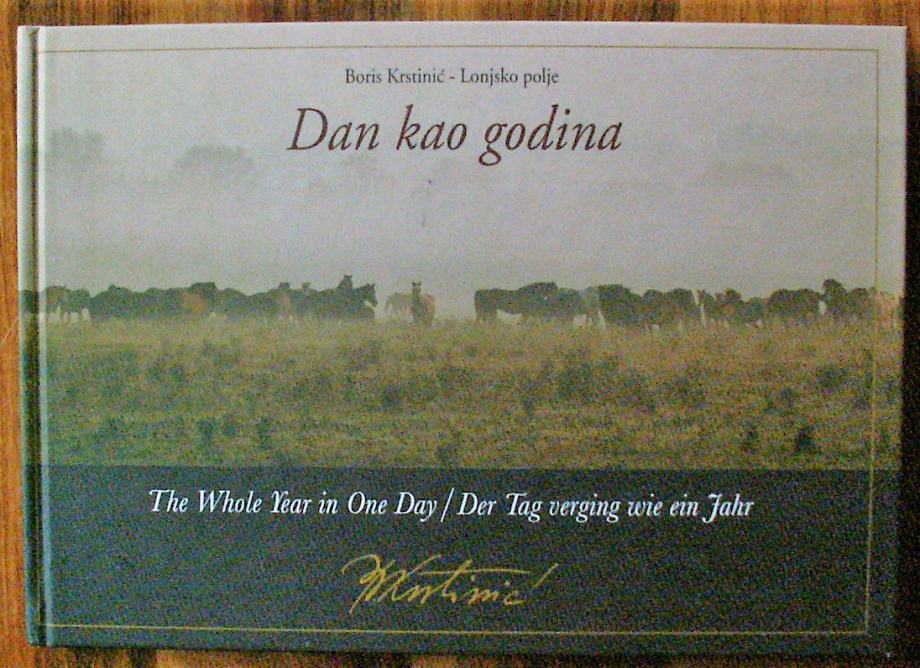 Boris Krstinić - Lonjsko polje
Dan kao godina
The Whole Year in One Day / Der Tag verging wie ein Jahr
BKrstinić